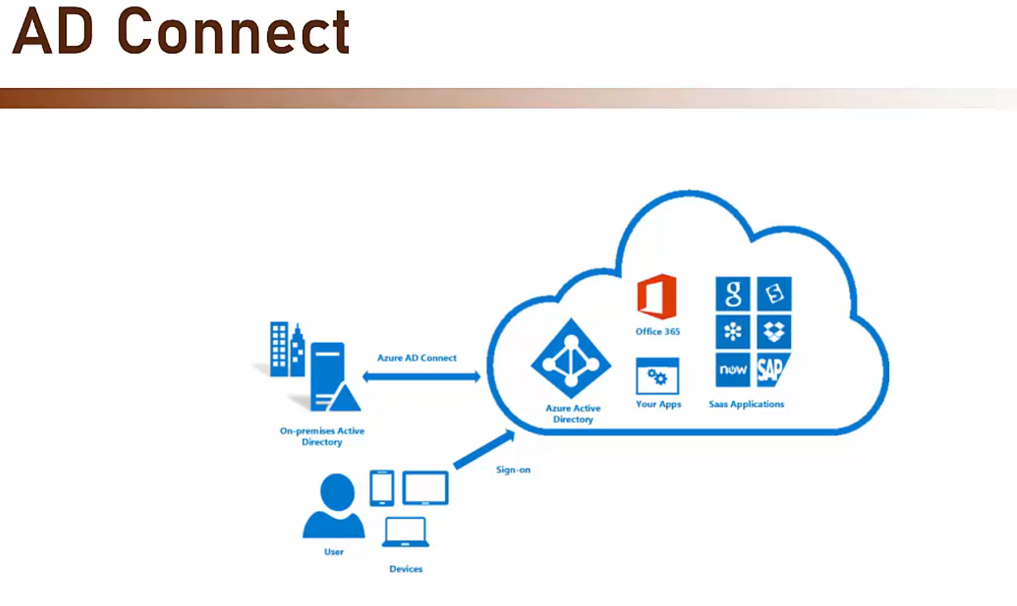 AD Connect
Office 365
g
now
SAP
Azure AD Connect
Azure Active
Directory
Your Apps
Saas Applications
On-premises Active
Directory
Sign-on
User
Devices